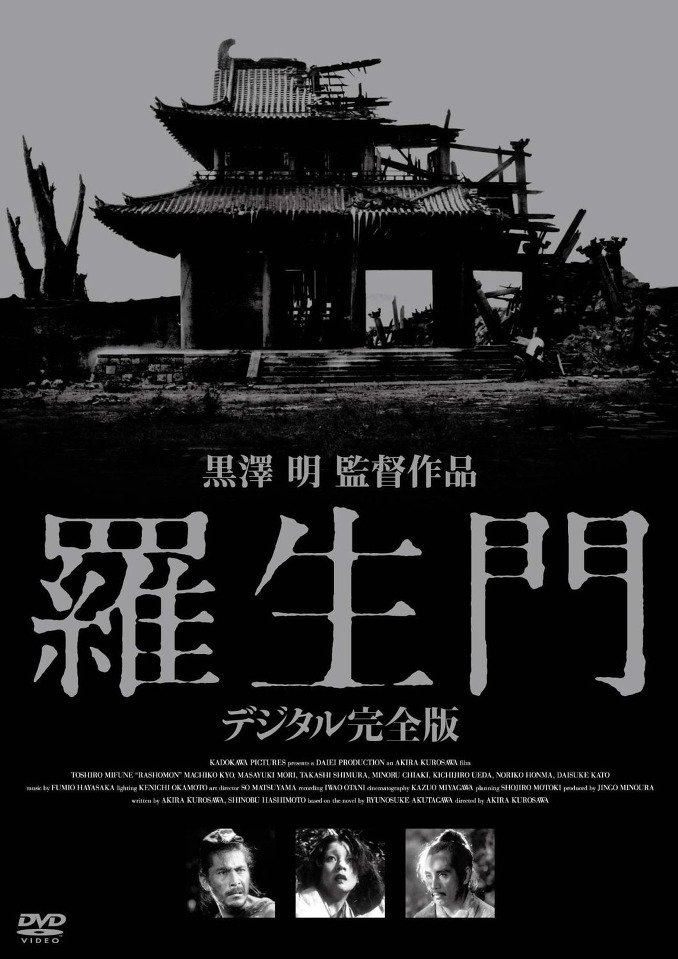 黒澤 明 監督作品
羅生門
デジタル完全版
KADOKAWA PICTURES presents a DAIEI PRODUCTION an AKIRA KUROSAWA film
TOSHIRO MIFUNE "RASHOMON" MACHIKO KYO, MASAYUKI MORI, TAKASHI SHIMURA, MINORU CHIAKI, KICHIJIRO UEDA, NORIKO HONMA, DAISUKE KATO
music by FUMIO HAYASAKA lighting KENICHI OKAMOTO art director SO MATSUYAMA recording IWAO OTANI cinematography KAZUO MIYAGAWA planning SHOJIRO MOTOKI produced by JINGO MINOURA
written by AKIRA KUROSAWA, SHINOBU HASHIMOTO based on the novel by RYUNOSUKE AKUTAGAWA directed by AKIRA KUROSAWA
DVD
VIDEO